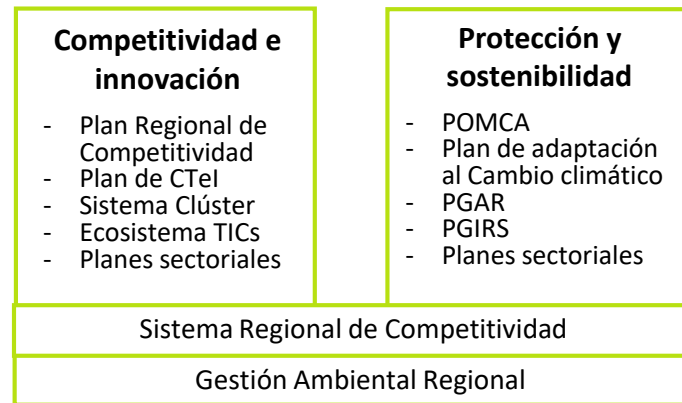 Competitividad e
innovación
- Plan Regional de
Competitividad
- Plan de CTeI
- Sistema Clúster
- Ecosistema TICs
- Planes sectoriales
Protección y
sostenibilidad
- POMCA
- Plan de adaptación
al Cambio climático
- PGAR
- PGIRS
- Planes sectoriales
Sistema Regional de Competitividad
Gestión Ambiental Regional